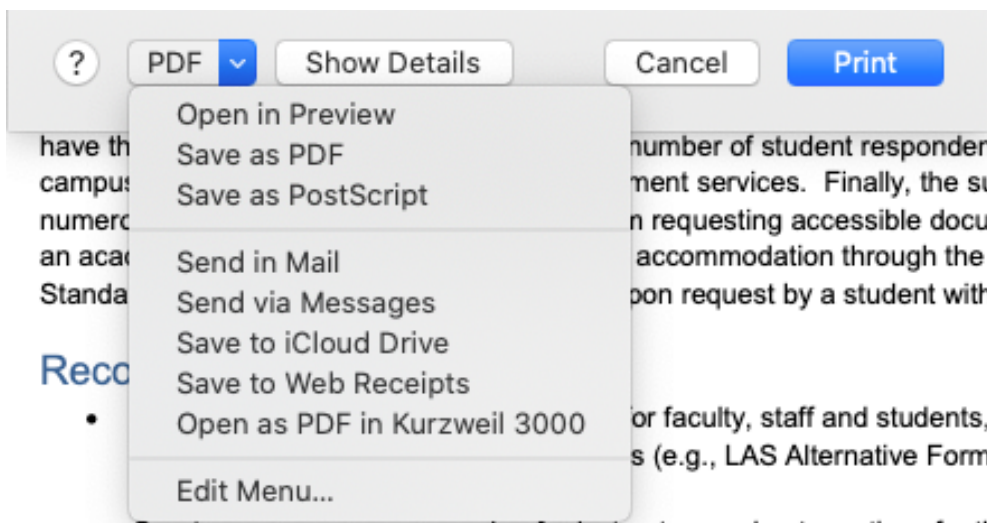 ? PDF Show Details Cancel Print
Open in Preview
Save as PDF
Save as PostScript
Send in Mail
Send via Messages
Save to iCloud Drive
Save to Web Receipts
Open as PDF in Kurzweil 3000
Edit Menu...
have th number of student responder
campus ment services. Finally, the su
numero n requesting accessible docu
an acad accommodation through the
Standa pon request by a student with
Reco
• or faculty, staff and students,
s (e.g., LAS Alternative Form